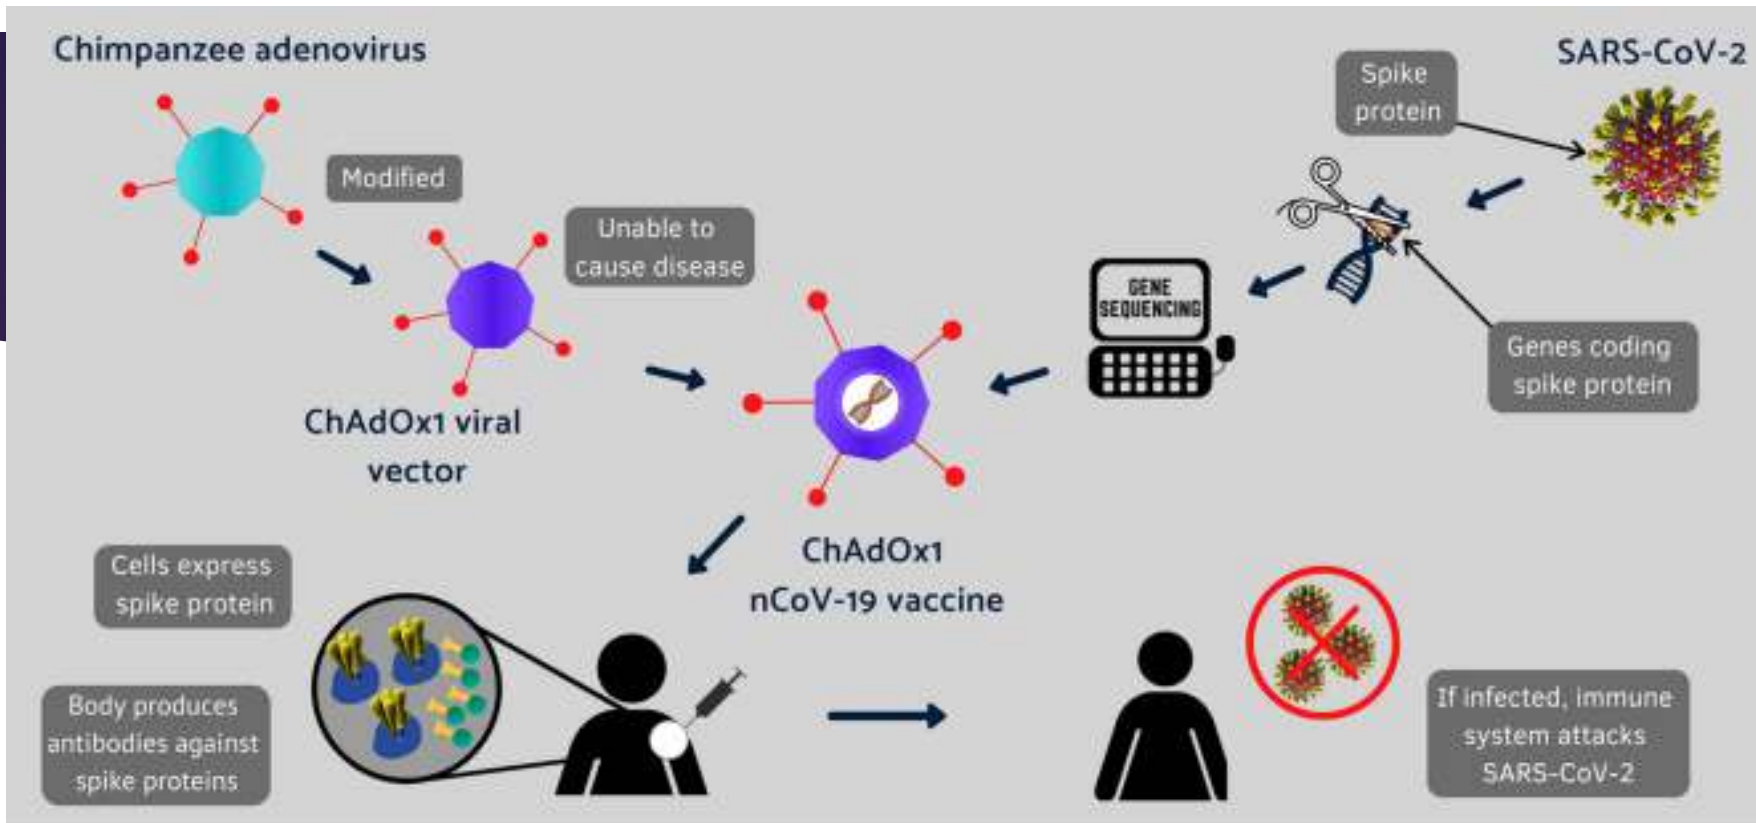 Chimpanzee adenovirus
SARS-CoV-2
Spike
protein
Modified
Unable to
cause disease
GENE
SEQUENCING
Genes coding
spike protein
ChAdOx1 viral
vector
ChAdOx1
nCoV-19 vaccine
Cells express
spike protein
Body produces
antibodies against
spike proteins
If infected, immune
system attacks
SARS-CoV-2